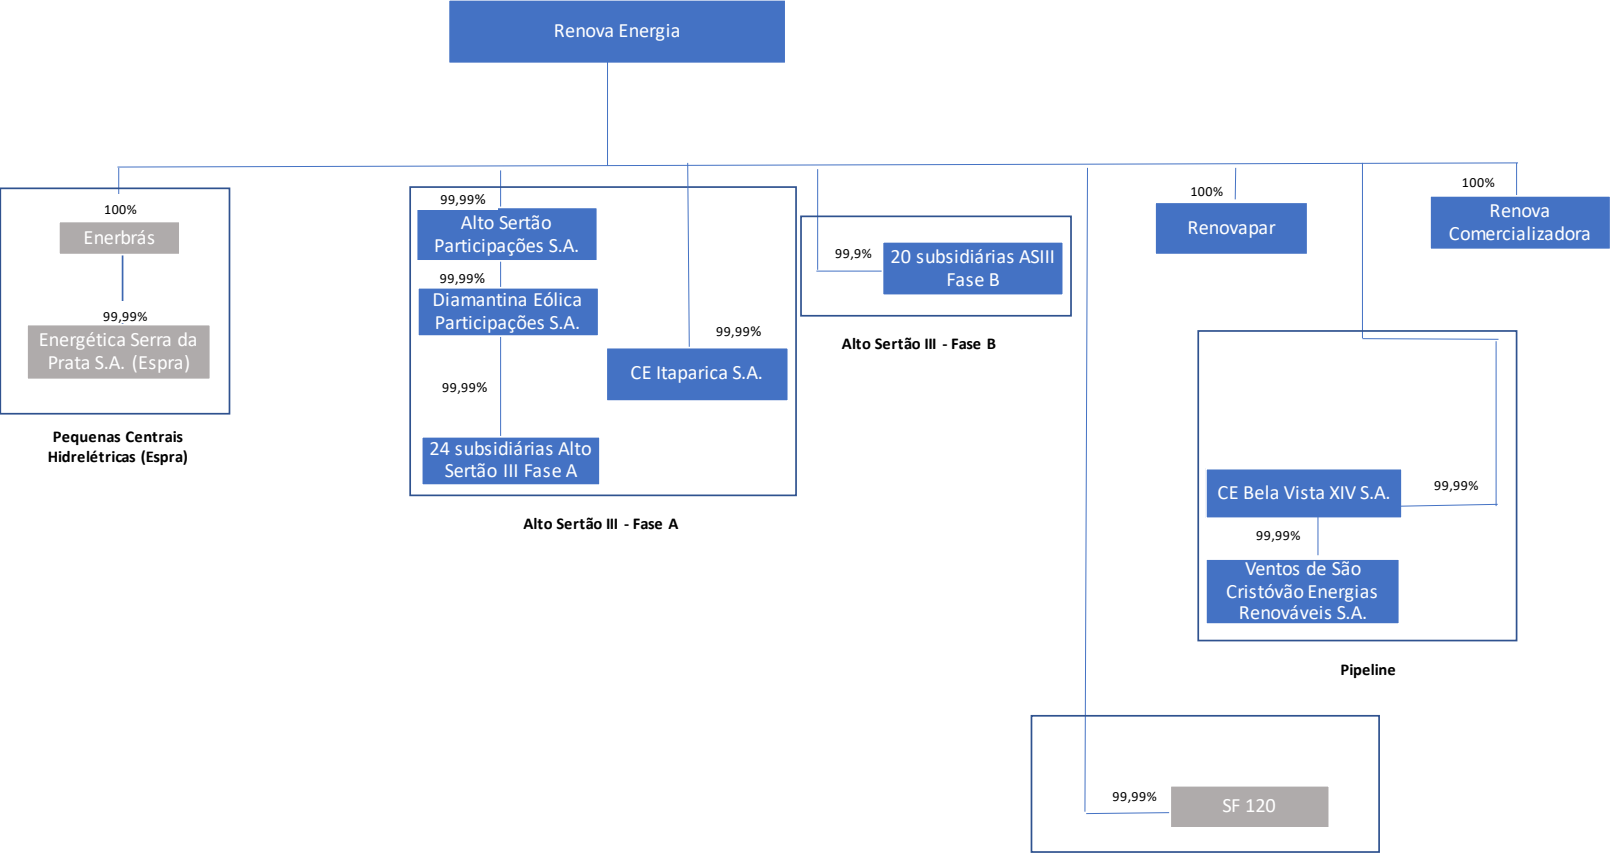 Renova Energia
100%
Enerbrás
99,99%
Energética Serra da
Prata S.A. (Espra)
Pequenas Centrais
Hidrelétricas (Espra)
99,99%
Alto Sertão
Participações S.A.
99,99%
Diamantina Eólica
Participações S.A.
99,99%
24 subsidiárias Alto
Sertão III Fase A
99,99%
CE Itaparica S.A.
Alto Sertão III - Fase A
99,9%
20 subsidiárias ASIII
Fase B
Alto Sertão III - Fase B
100%
Renovapar
100%
Renova
Comercializadora
CE Bela Vista XIV S.A.
99,99%
99,99%
Ventos de São
Cristóvão Energias
Renováveis S.A.
Pipeline
99,99%
SF 120